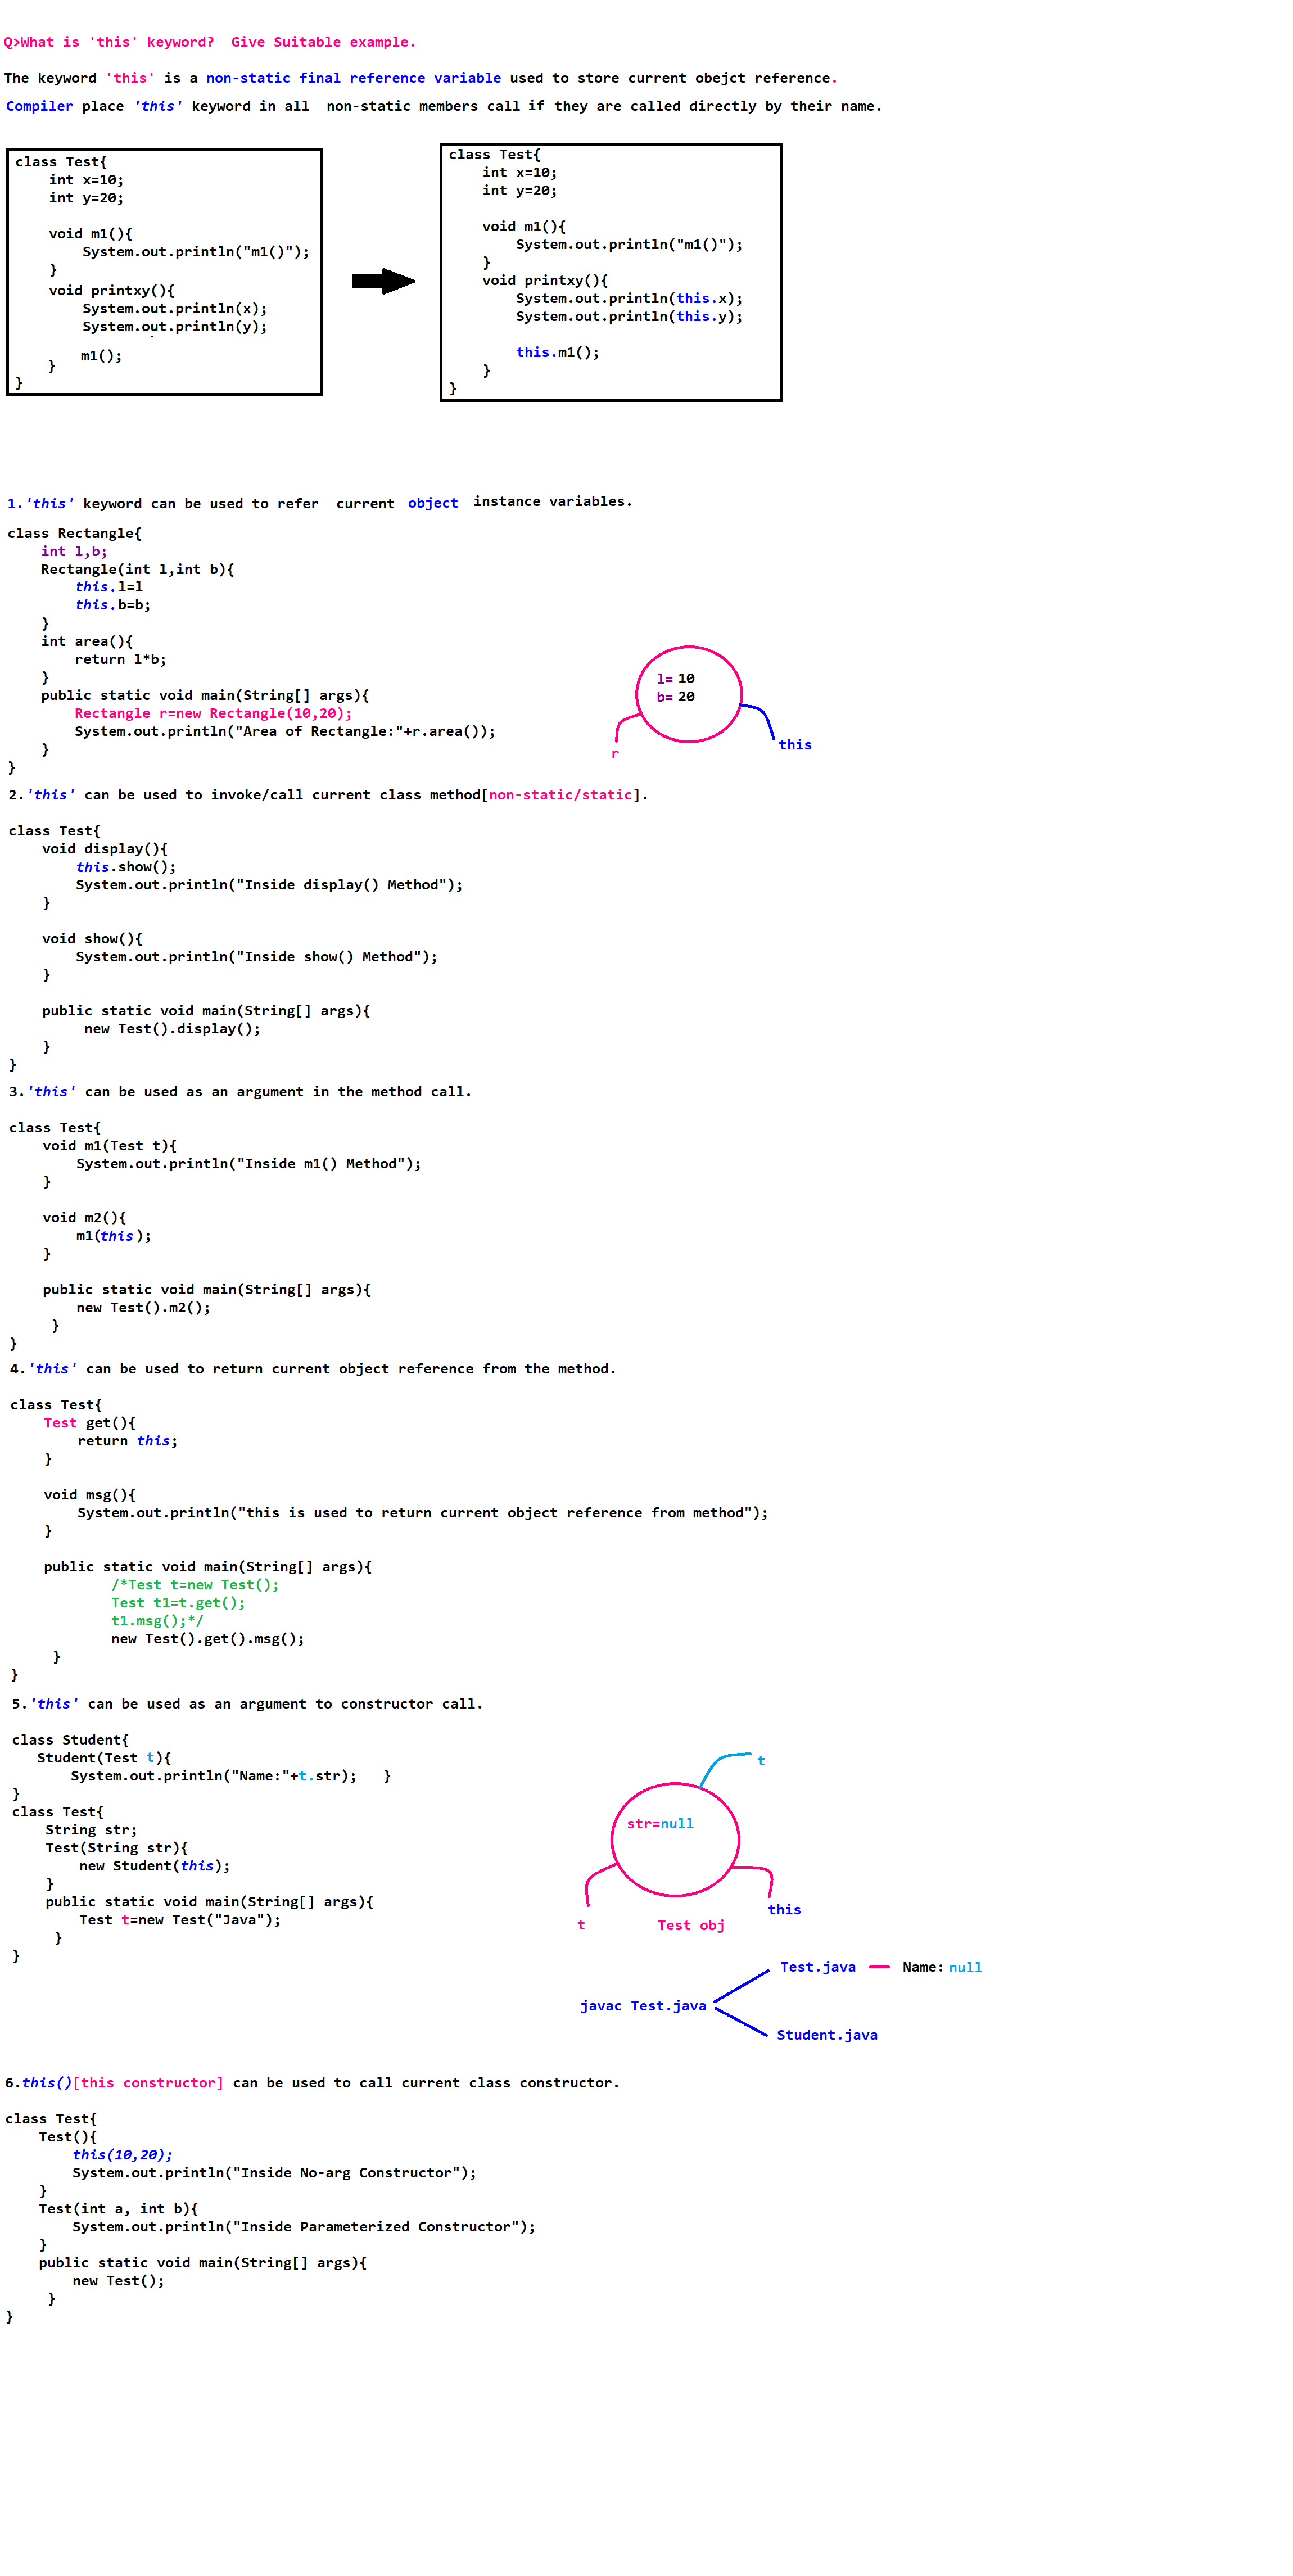 Q>What is 'this' keyword?  Give Suitable example.
The keyword 'this' is a non-static final reference variable used to store current obejct reference.
Compiler place 'this' keyword in all  non-static members call if they are called directly by their name.
class Test{
    int x=10;
    int y=20;
    void m1(){
        System.out.println("m1()");
    }
    void printxy(){
        System.out.println(x);
        System.out.println(y);
        m1();
    }
}
class Test{
    int x=10;
    int y=20;
    void m1(){
        System.out.println("m1()");
    }
    void printxy(){
        System.out.println(this.x);
        System.out.println(this.y);
        this.m1();
    }
}
1.'this' keyword can be used to refer  current object instance variables.
class Rectangle{
    int l,b;
    Rectangle(int l,int b){
        this.l=l
        this.b=b;
    }
    int area(){
        return l*b;
    }
    public static void main(String[] args){
        Rectangle r=new Rectangle(10,20);
        System.out.println("Area of Rectangle:"+r.area());
    }
}
l= 10
b= 20
r
this
2.'this' can be used to invoke/call current class method[non-static/static].
class Test{
    void display(){
        this.show();
        System.out.println("Inside display() Method");
    }
    void show(){
        System.out.println("Inside show() Method");
    }
    public static void main(String[] args){
         new Test().display();
    }
}
3.'this' can be used as an argument in the method call.
class Test{
    void m1(Test t){
        System.out.println("Inside m1() Method");
    }
    void m2(){
        m1(this);
    }
    public static void main(String[] args){
        new Test().m2();
     }
}
4.'this' can be used to return current object reference from the method.
class Test{
    Test get(){
        return this;
    }
    void msg(){
        System.out.println("this is used to return current object reference from method");
    }
    public static void main(String[] args){
            /*Test t=new Test();
            Test t1=t.get();
            t1.msg();*/
            new Test().get().msg();
     }
}
5.'this' can be used as an argument to constructor call.
class Student{
   Student(Test t){
       System.out.println("Name:"+t.str);   }
}
class Test{
    String str;
    Test(String str){
        new Student(this);
    }
    public static void main(String[] args){
        Test t=new Test("Java");
     }
}
t
str=null
t
Test obj
this
javac Test.java
Test.java
Name: null
Student.java
6.this()[this constructor] can be used to call current class constructor.
class Test{
    Test(){
        this(10,20);
        System.out.println("Inside No-arg Constructor");
    }
    Test(int a, int b){
        System.out.println("Inside Parameterized Constructor");
    }
    public static void main(String[] args){
        new Test();
     }
}